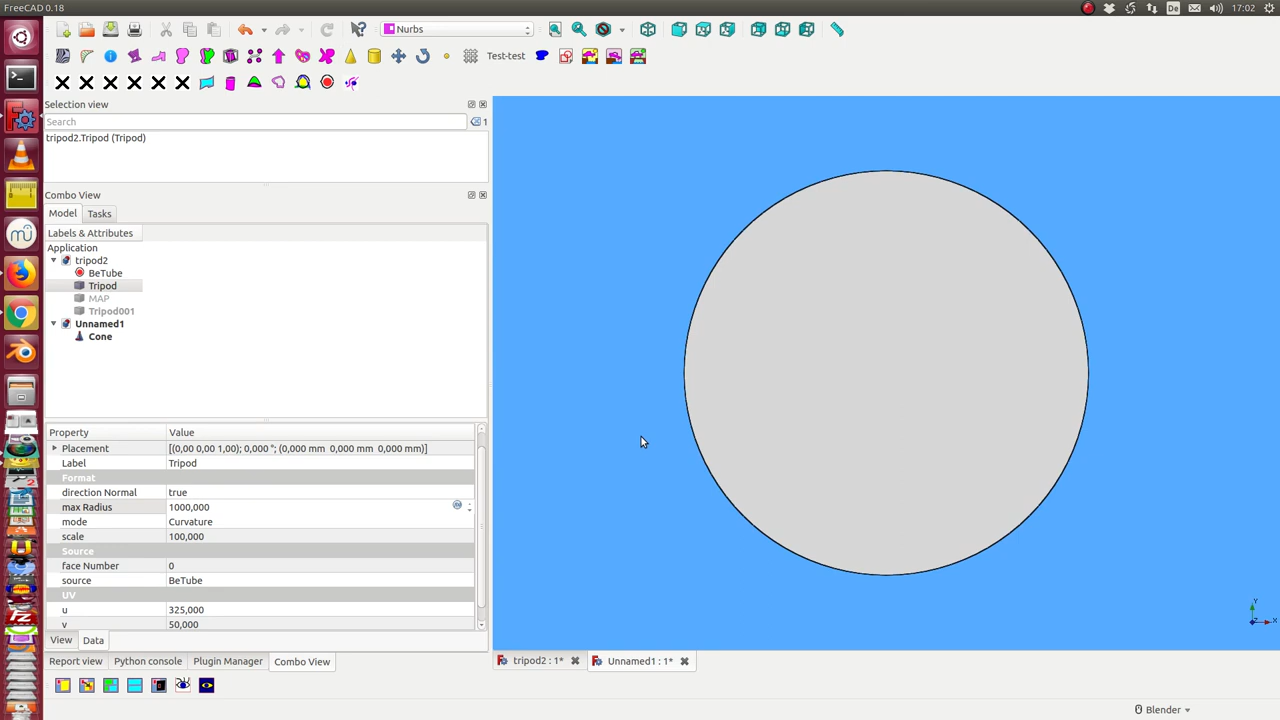 FreeCAD 0.18
De
17:02
Nurbs
Test-test
Selection view
Search
1
tripod2.Tripod (Tripod)
Combo View
Model Tasks
Labels & Attributes
Application
tripod2
BeTube
Tripod
MAP
Tripod001
Unnamed1
Cone
Property Value
Placement [(0,00 0,00 1,00); 0,000 °; (0,000 mm 0,000 mm 0,000 mm)]
Label Tripod
Format
direction Normal true
max Radius 1000,000
mode Curvature
scale 100,000
Source
face Number 0
source BeTube
UV
u 325,000
v 50,000
View Data
Report view Python console Plugin Manager Combo View
tripod2 : 1* Unnamed1 : 1*
Y
X
Blender